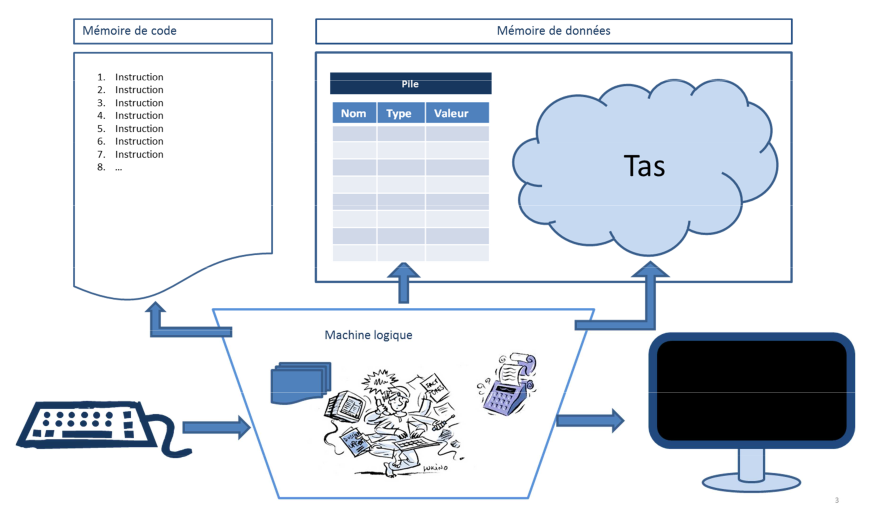 Mémoire de code
Mémoire de données
1. Instruction
2. Instruction
3. Instruction
4. Instruction
5. Instruction
6. Instruction
7. Instruction
8. ...
Pile
Nom Type Valeur
Tas
Machine logique
3